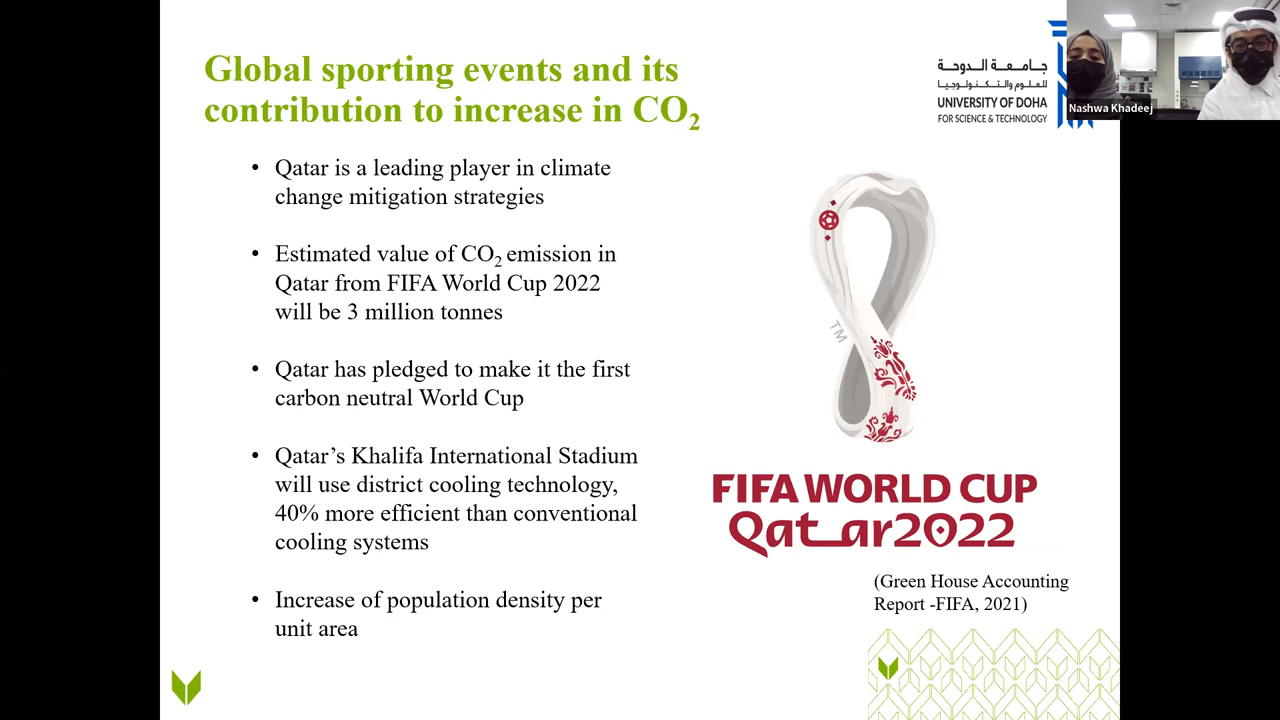 Global sporting events and its
contribution to increase in CO2
جامعة الدوحة
للعلوم والتكنولوجيا
UNIVERSITY OF DOHA
FOR SCIENCE & TECHNOLOGY
Nashwa Khadeej
• Qatar is a leading player in climate
change mitigation strategies
• Estimated value of CO2 emission in
Qatar from FIFA World Cup 2022
will be 3 million tonnes
• Qatar has pledged to make it the first
carbon neutral World Cup
• Qatar’s Khalifa International Stadium
will use district cooling technology,
40% more efficient than conventional
cooling systems
• Increase of population density per
unit area
TM
FIFA WORLD CUP
Qatar2022
(Green House Accounting
Report -FIFA, 2021)